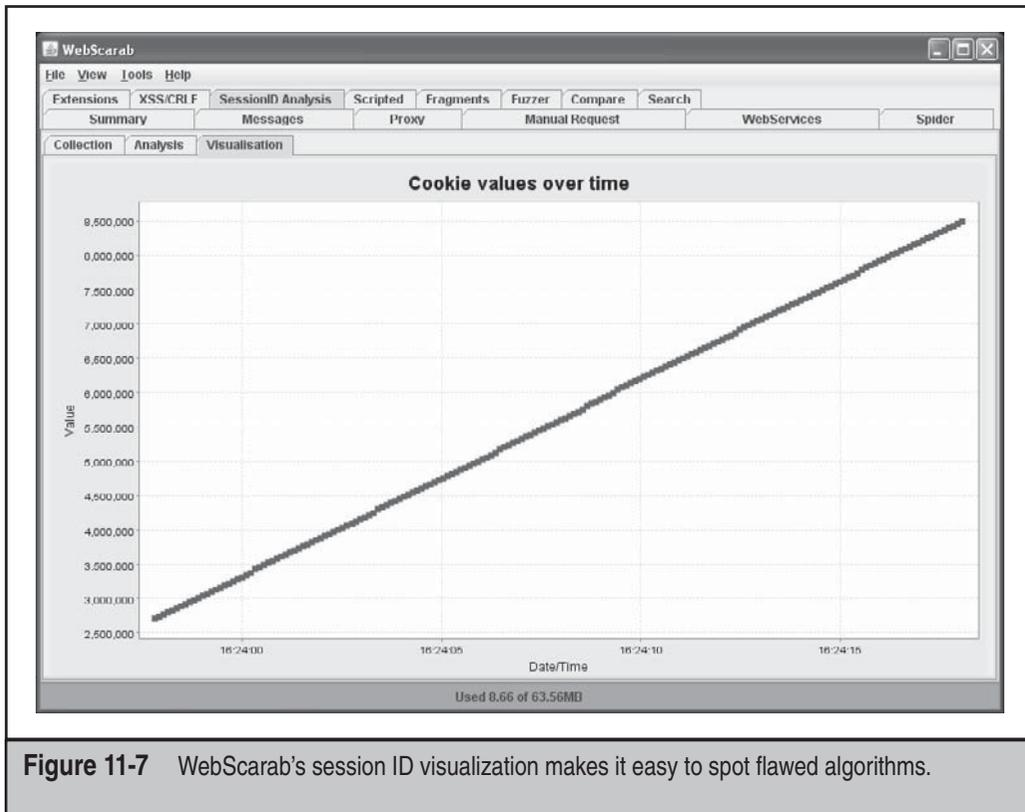 WebScarab
File View Tools Help
Extensions XSS/CRLF SessionID Analysis Scripted Fragments Fuzzer Compare Search
Summary Messages Proxy Manual Request WebServices Spider
Collection Analysis Visualisation
Cookie values over time
8,500,000
8,000,000
7,500,000
7,000,000
6,500,000
6,000,000
5,500,000
5,000,000
4,500,000
4,000,000
3,500,000
3,000,000
2,500,000
Value
16:24:00 16:24:05 16:24:10 16:24:15
Date/Time
Used 8.66 of 63.56MB
Figure 11-7 WebScarab's session ID visualization makes it easy to spot flawed algorithms.